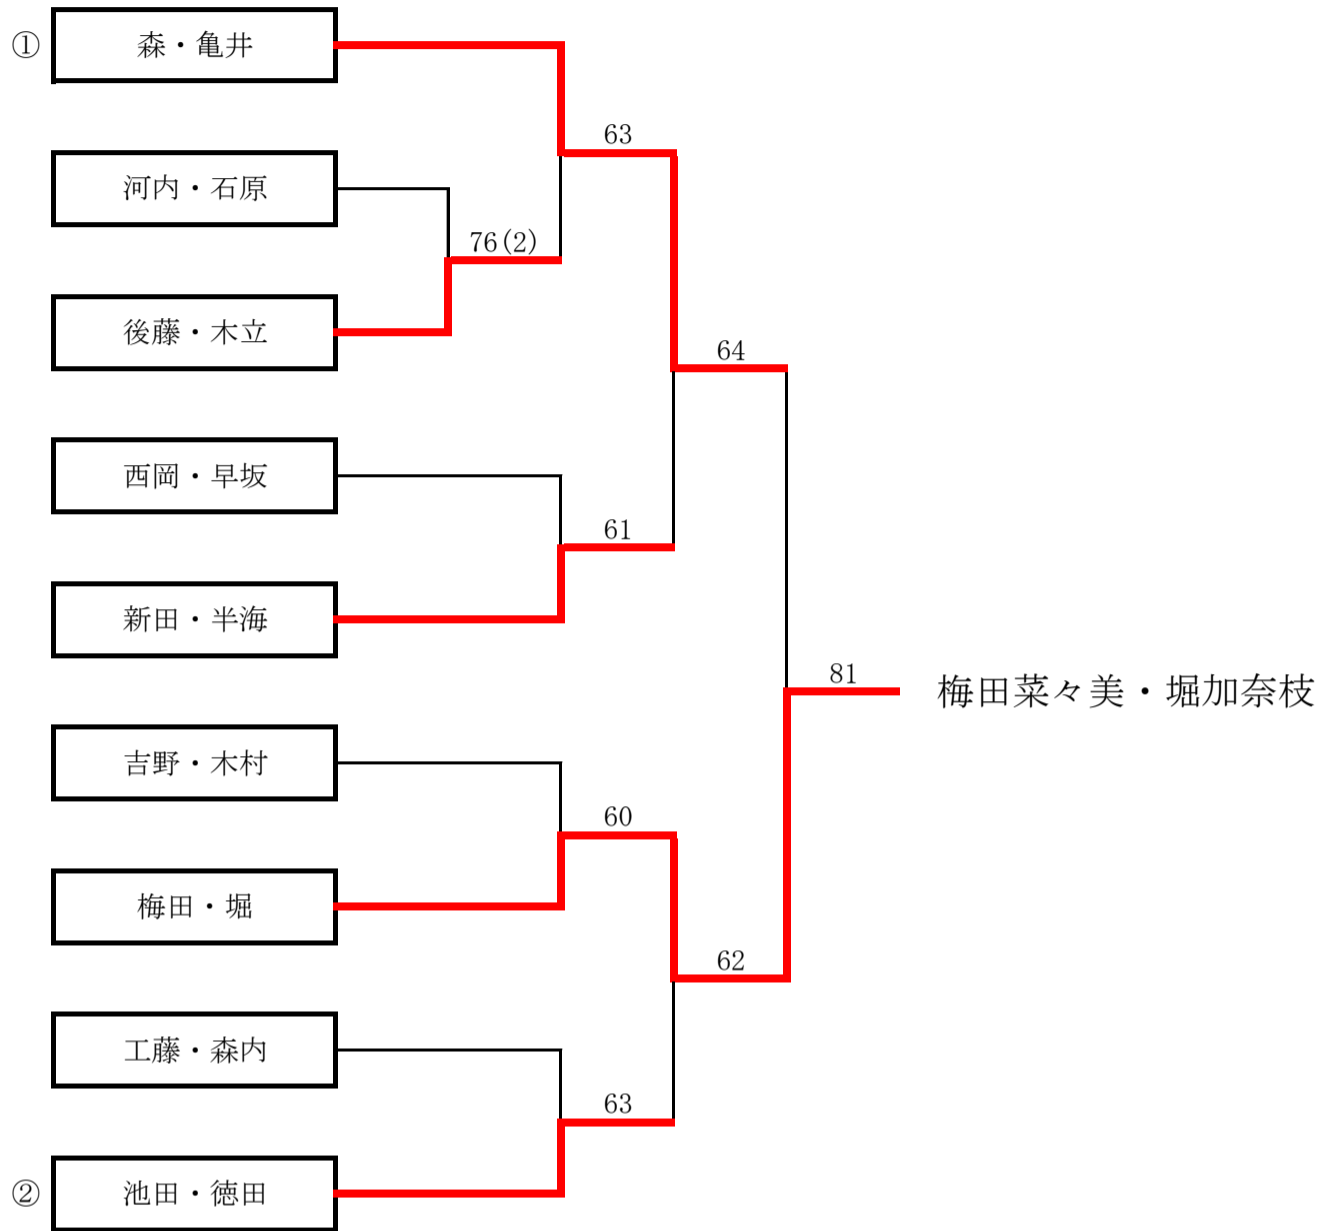 ① 森・亀井
63
河内・石原
76(2)
後藤・木立
64
西岡・早坂
61
新田・半海
81
梅田菜々美・堀加奈枝
吉野・木村
60
梅田・堀
62
工藤・森内
63
② 池田・徳田